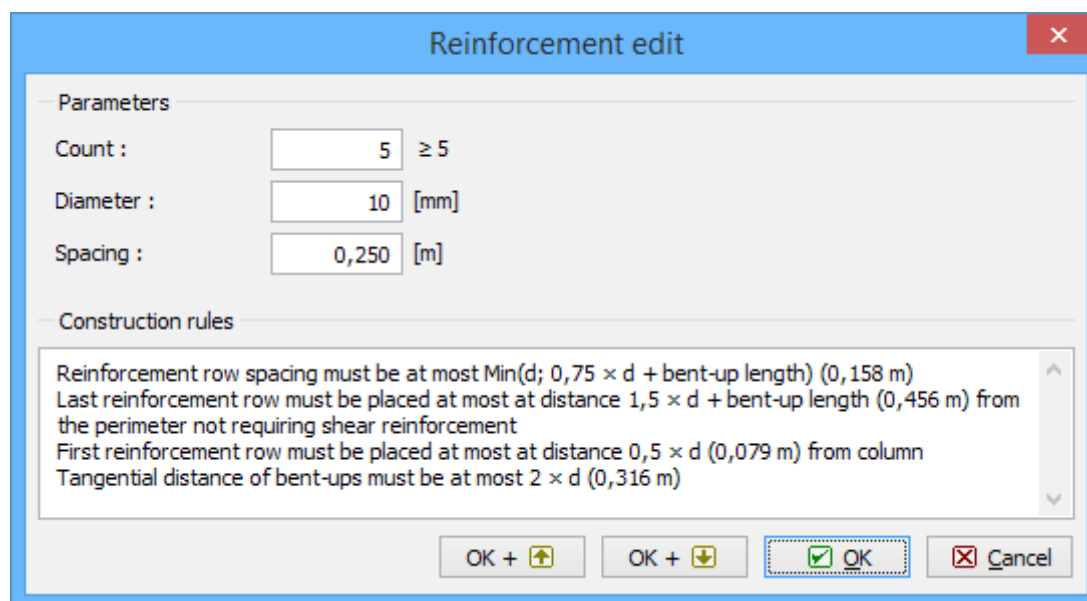 Reinforcement edit
Parameters
Count : 5 ≥ 5
Diameter : 10 [mm]
Spacing : 0,250 [m]
Construction rules
Reinforcement row spacing must be at most Min(d; 0,75 × d + bent-up length) (0,158 m)
Last reinforcement row must be placed at most at distance 1,5 × d + bent-up length (0,456 m) from
the perimeter not requiring shear reinforcement
First reinforcement row must be placed at most at distance 0,5 × d (0,079 m) from column
Tangential distance of bent-ups must be at most 2 × d (0,316 m)
OK + OK + OK Cancel